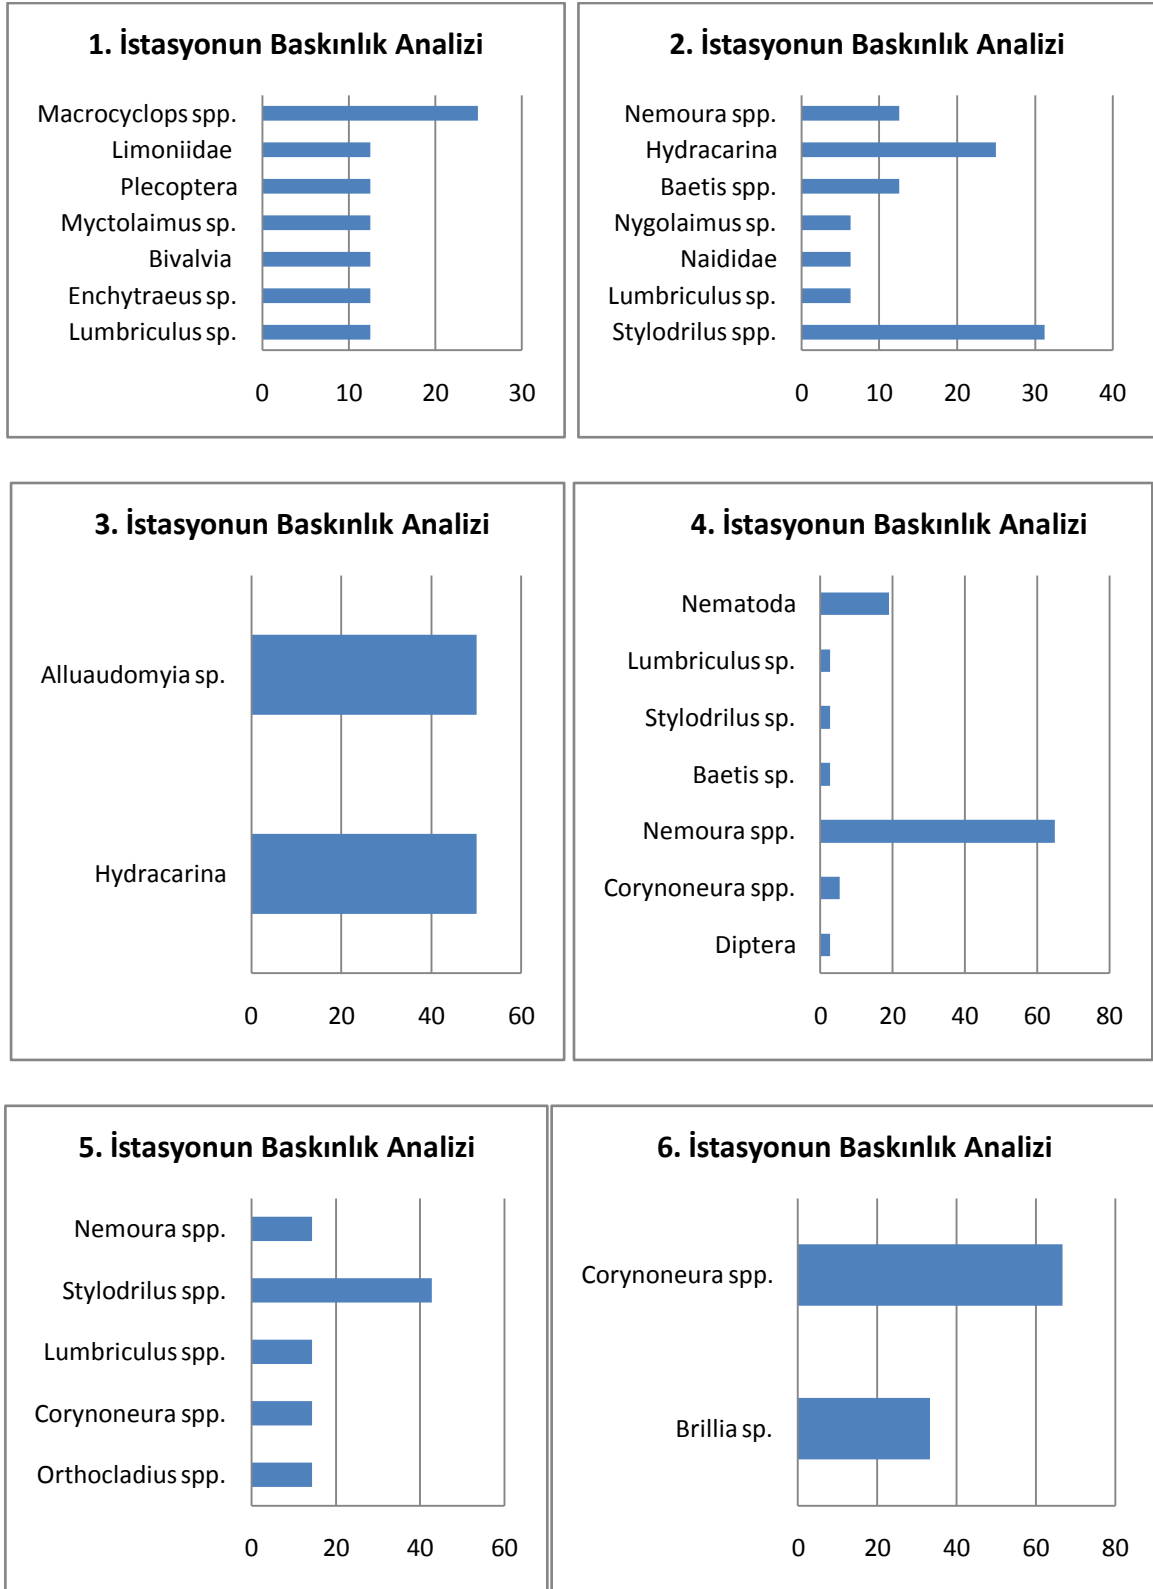 1. İstasyonun Baskınlık Analizi
Macrocyclops spp.
Limoniidae
Plecoptera
Myctolaimus sp.
Bivalvia
Enchytraeus sp.
Lumbriculus sp.
0 10 20 30
2. İstasyonun Baskınlık Analizi
Nemoura spp.
Hydracarina
Baetis spp.
Nygolaimus sp.
Naididae
Lumbriculus sp.
Stylodrilus spp.
0 10 20 30 40
3. İstasyonun Baskınlık Analizi
Alluaudomyia sp.
Hydracarina
0 20 40 60
4. İstasyonun Baskınlık Analizi
Nematoda
Lumbriculus sp.
Stylodrilus sp.
Baetis sp.
Nemoura spp.
Corynoneura spp.
Diptera
0 20 40 60 80
5. İstasyonun Baskınlık Analizi
Nemoura spp.
Stylodrilus spp.
Lumbriculus spp.
Corynoneura spp.
Orthocladius spp.
0 20 40 60
6. İstasyonun Baskınlık Analizi
Corynoneura spp.
Brillia sp.
0 20 40 60 80